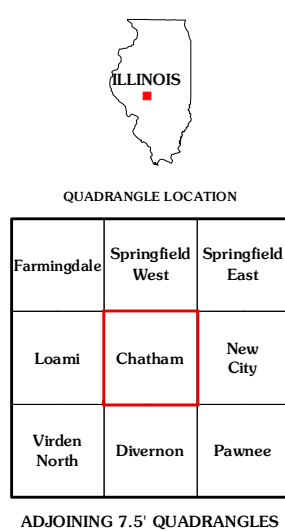 ILLINOIS
QUADRANGLE LOCATION
Farmingdale
Springfield
West
Springfield
East
Loami
Chatham
New
City
Virden
North
Divernon
Pawnee
ADJOINING 7.5' QUADRANGLES